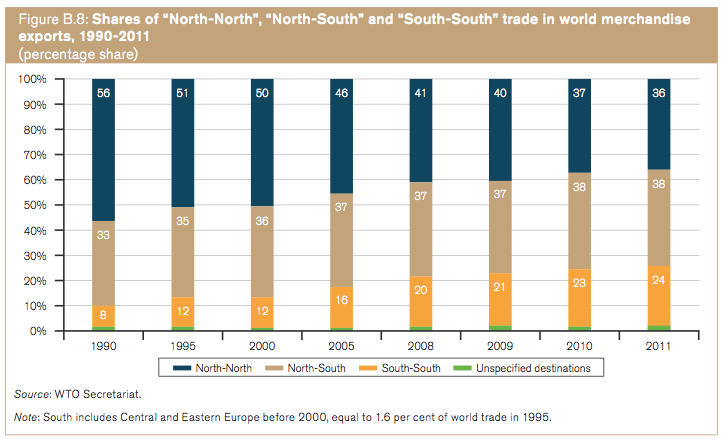 Figure B.8: Shares of “North-North”, “North-South” and “South-South” trade in world merchandise
exports, 1990-2011
(percentage share)
100%
90%
80%
70%
60%
50%
40%
30%
20%
10%
0%
56 51 50 46 41 40 37 36
33 35 36 37 37 37 38 38
8 12 12 16 20 21 23 24
1990 1995 2000 2005 2008 2009 2010 2011
North-North North-South South-South Unspecified destinations
Source: WTO Secretariat.
Note: South includes Central and Eastern Europe before 2000, equal to 1.6 per cent of world trade in 1995.